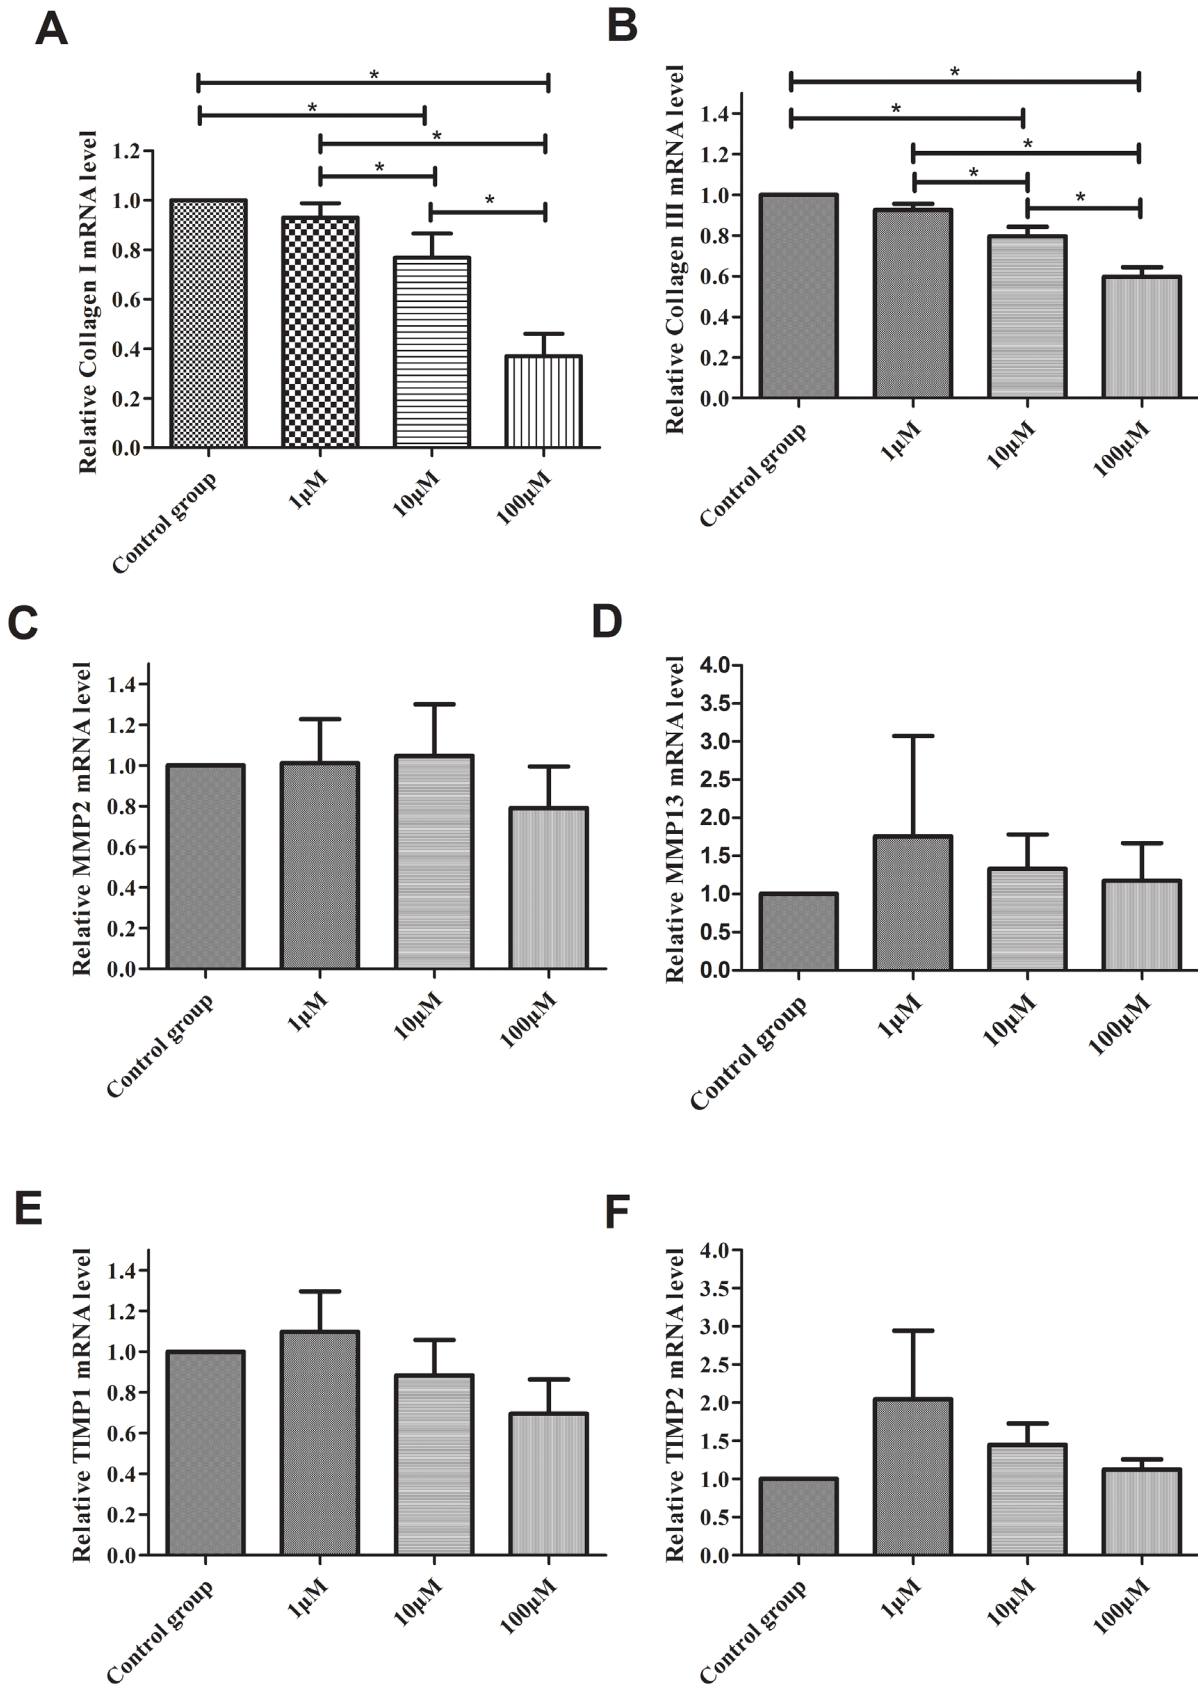 A
*
*
*
*
*
Relative Collagen I mRNA level
1.2
1.0
0.8
0.6
0.4
0.2
0.0
Control group
1μM
10μM
100μM
B
*
*
*
*
*
Relative Collagen III mRNA level
1.4
1.2
1.0
0.8
0.6
0.4
0.2
0.0
Control group
1μM
10μM
100μM
C
Relative MMP2 mRNA level
1.4
1.2
1.0
0.8
0.6
0.4
0.2
0.0
Control group
1μM
10μM
100μM
D
Relative MMP13 mRNA level
4.0
3.5
3.0
2.5
2.0
1.5
1.0
0.5
0.0
Control group
1μM
10μM
100μM
E
Relative TIMP1 mRNA level
1.4
1.2
1.0
0.8
0.6
0.4
0.2
0.0
Control group
1μM
10μM
100μM
F
Relative TIMP2 mRNA level
4.0
3.5
3.0
2.5
2.0
1.5
1.0
0.5
0.0
Control group
1μM
10μM
100μM